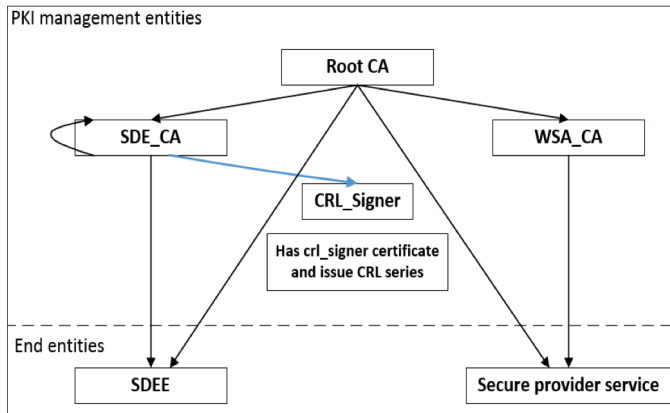 PKI management entities
Root CA
SDE_CA
WSA_CA
CRL_Signer
Has crl_signer certificate
and issue CRL series
End entities
SDEE
Secure provider service